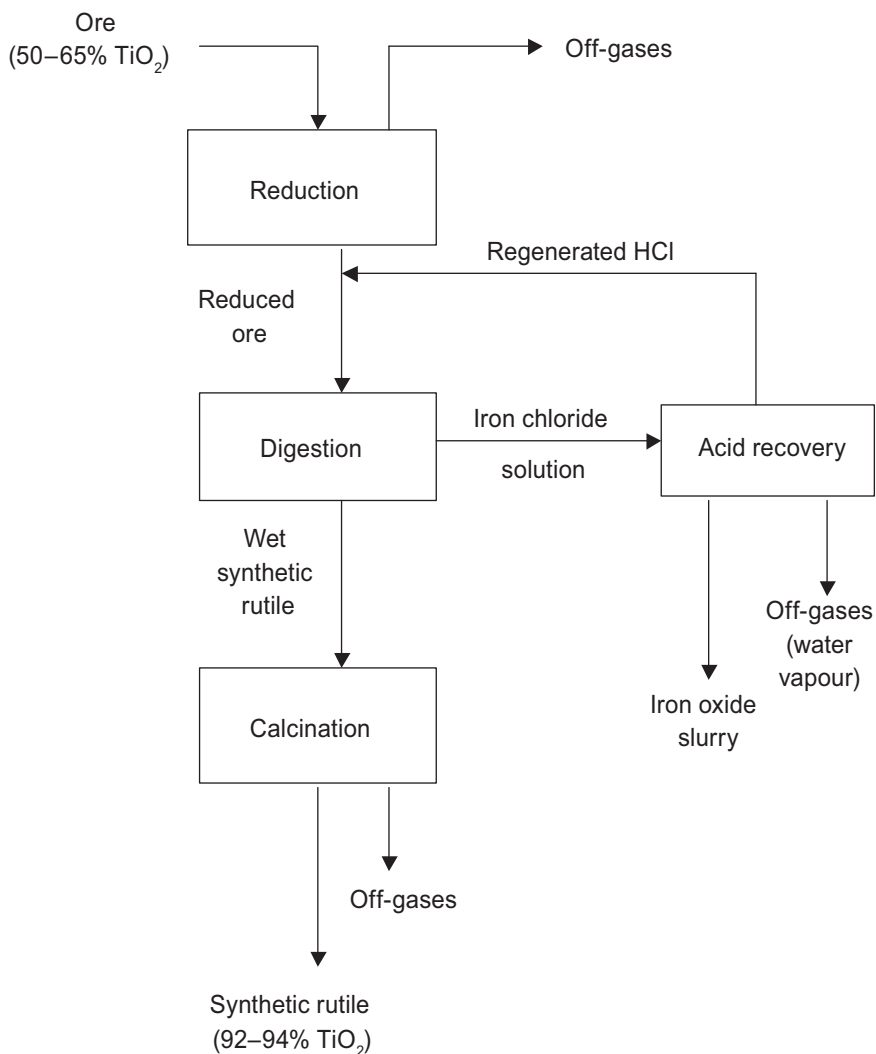 Ore
(50–65% TiO₂)
Off-gases
Reduction
Regenerated HCl
Reduced
ore
Digestion
Iron chloride
solution
Acid recovery
Wet
synthetic
rutile
Off-gases
(water
vapour)
Iron oxide
slurry
Calcination
Off-gases
Synthetic rutile
(92–94% TiO₂)